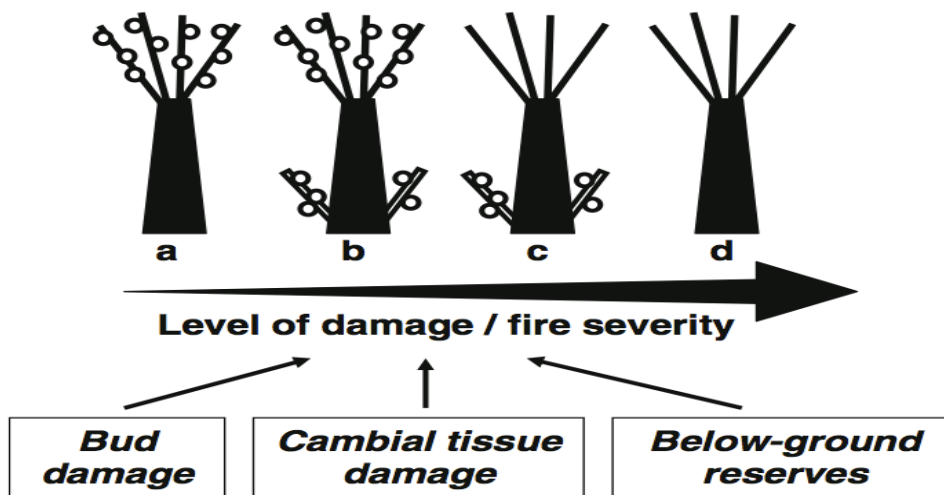 a b c d
Level of damage / fire severity
Bud Cambial tissue Below-ground
damage damage reserves